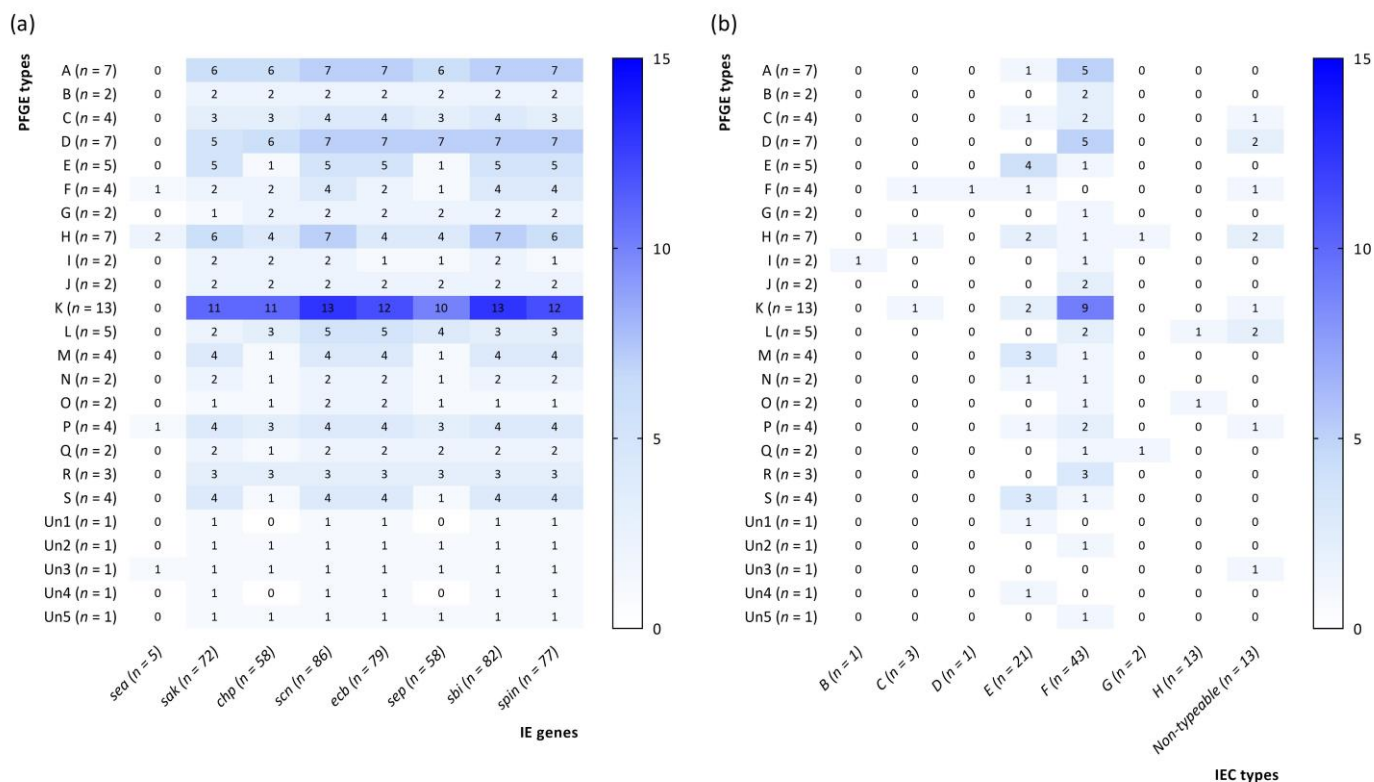 (a)
PFGE types
A (n = 7) 0 6 6 7 7 6 7 7
B (n = 2) 0 2 2 2 2 2 2 2
C (n = 4) 0 3 3 4 4 3 4 3
D (n = 7) 0 5 6 7 7 7 7 7
E (n = 5) 0 5 1 5 5 1 5 5
F (n = 4) 1 2 2 4 2 1 4 4
G (n = 2) 0 1 2 2 2 2 2 2
H (n = 7) 2 6 4 7 4 4 7 6
I (n = 2) 0 2 2 2 1 1 2 1
J (n = 2) 0 2 2 2 2 2 2 2
K (n = 13) 0 11 11 13 12 10 13 12
L (n = 5) 0 2 3 5 5 4 3 3
M (n = 4) 0 4 1 4 4 1 4 4
N (n = 2) 0 2 1 2 2 1 2 2
O (n = 2) 0 1 1 2 2 1 1 1
P (n = 4) 1 4 3 4 4 3 4 4
Q (n = 2) 0 2 1 2 2 2 2 2
R (n = 3) 0 3 3 3 3 3 3 3
S (n = 4) 0 4 1 4 4 1 4 4
Un1 (n = 1) 0 1 0 1 1 0 1 1
Un2 (n = 1) 0 1 1 1 1 1 1 1
Un3 (n = 1) 1 1 1 1 1 1 1 1
Un4 (n = 1) 0 1 0 1 1 0 1 1
Un5 (n = 1) 0 1 1 1 1 1 1 1
sea (n = 5)
sak (n = 72)
chp (n = 58)
scn (n = 86)
ecb (n = 79)
sep (n = 58)
sbi (n = 82)
spin (n = 77)
IE genes
15
10
5
0
(b)
PFGE types
A (n = 7) 0 0 0 1 5 0 0 0
B (n = 2) 0 0 0 0 2 0 0 0
C (n = 4) 0 0 0 1 2 0 0 1
D (n = 7) 0 0 0 0 5 0 0 2
E (n = 5) 0 0 0 4 1 0 0 0
F (n = 4) 0 1 1 1 0 0 0 1
G (n = 2) 0 0 0 0 1 0 0 0
H (n = 7) 0 1 0 2 1 1 0 2
I (n = 2) 1 0 0 0 1 0 0 0
J (n = 2) 0 0 0 0 2 0 0 0
K (n = 13) 0 1 0 2 9 0 0 1
L (n = 5) 0 0 0 0 2 0 1 2
M (n = 4) 0 0 0 3 1 0 0 0
N (n = 2) 0 0 0 1 1 0 0 0
O (n = 2) 0 0 0 0 1 0 1 0
P (n = 4) 0 0 0 1 2 0 0 1
Q (n = 2) 0 0 0 0 1 1 0 0
R (n = 3) 0 0 0 0 3 0 0 0
S (n = 4) 0 0 0 3 1 0 0 0
Un1 (n = 1) 0 0 0 1 0 0 0 0
Un2 (n = 1) 0 0 0 0 1 0 0 0
Un3 (n = 1) 0 0 0 0 0 0 0 1
Un4 (n = 1) 0 0 0 1 0 0 0 0
Un5 (n = 1) 0 0 0 0 1 0 0 0
B (n = 1)
C (n = 3)
D (n = 1)
E (n = 21)
F (n = 43)
G (n = 2)
H (n = 13)
Non-typeable (n = 13)
IEC types
15
10
5
0